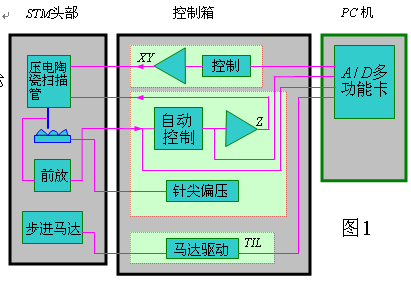 STM头部
控制箱
PC机
压电陶
瓷扫描
管
XY
控制
A/D多
功能卡
自动
控制
Z
前放
针尖偏压
图1
步进马达
马达驱动
TIL